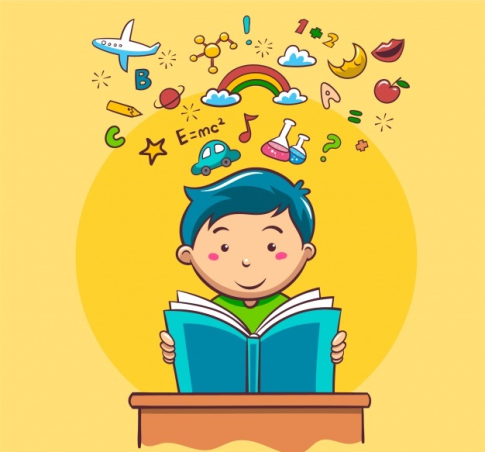 !
1 + 2
B
A
E=mc²
=
C
?
+